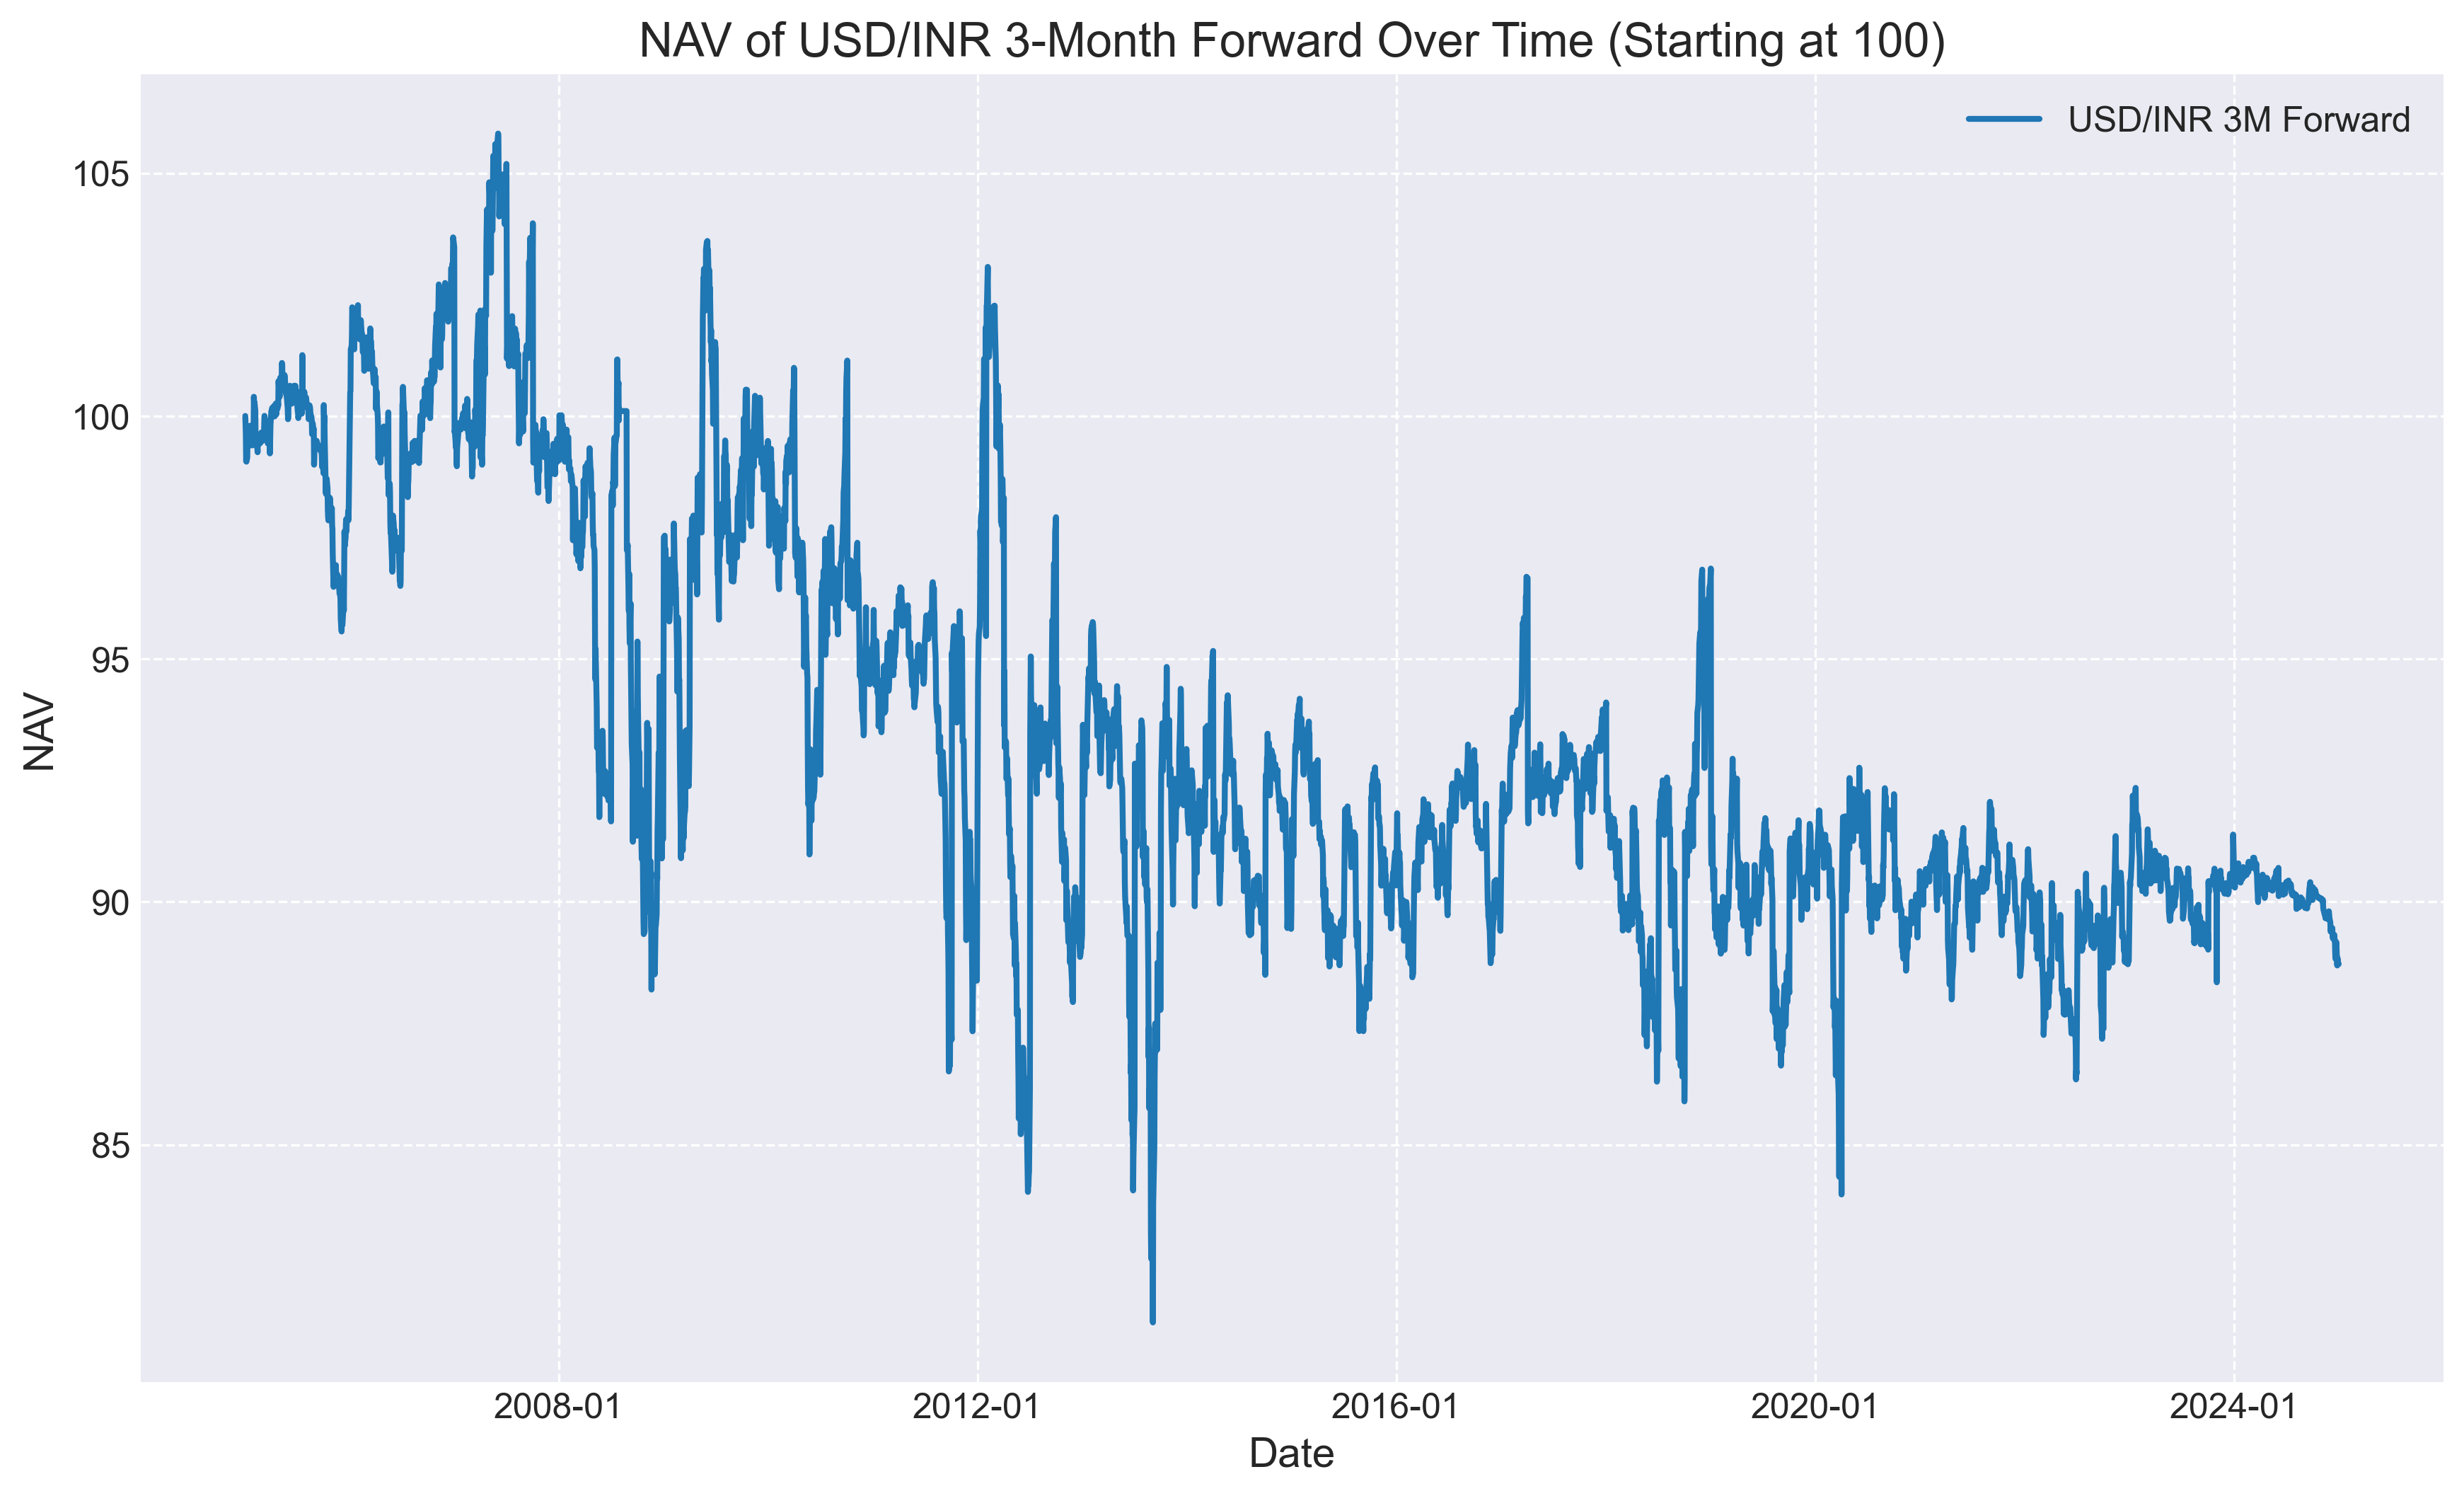 NAV of USD/INR 3-Month Forward Over Time (Starting at 100)
USD/INR 3M Forward
105
100
95
90
85
NAV
2008-01
2012-01
2016-01
2020-01
2024-01
Date